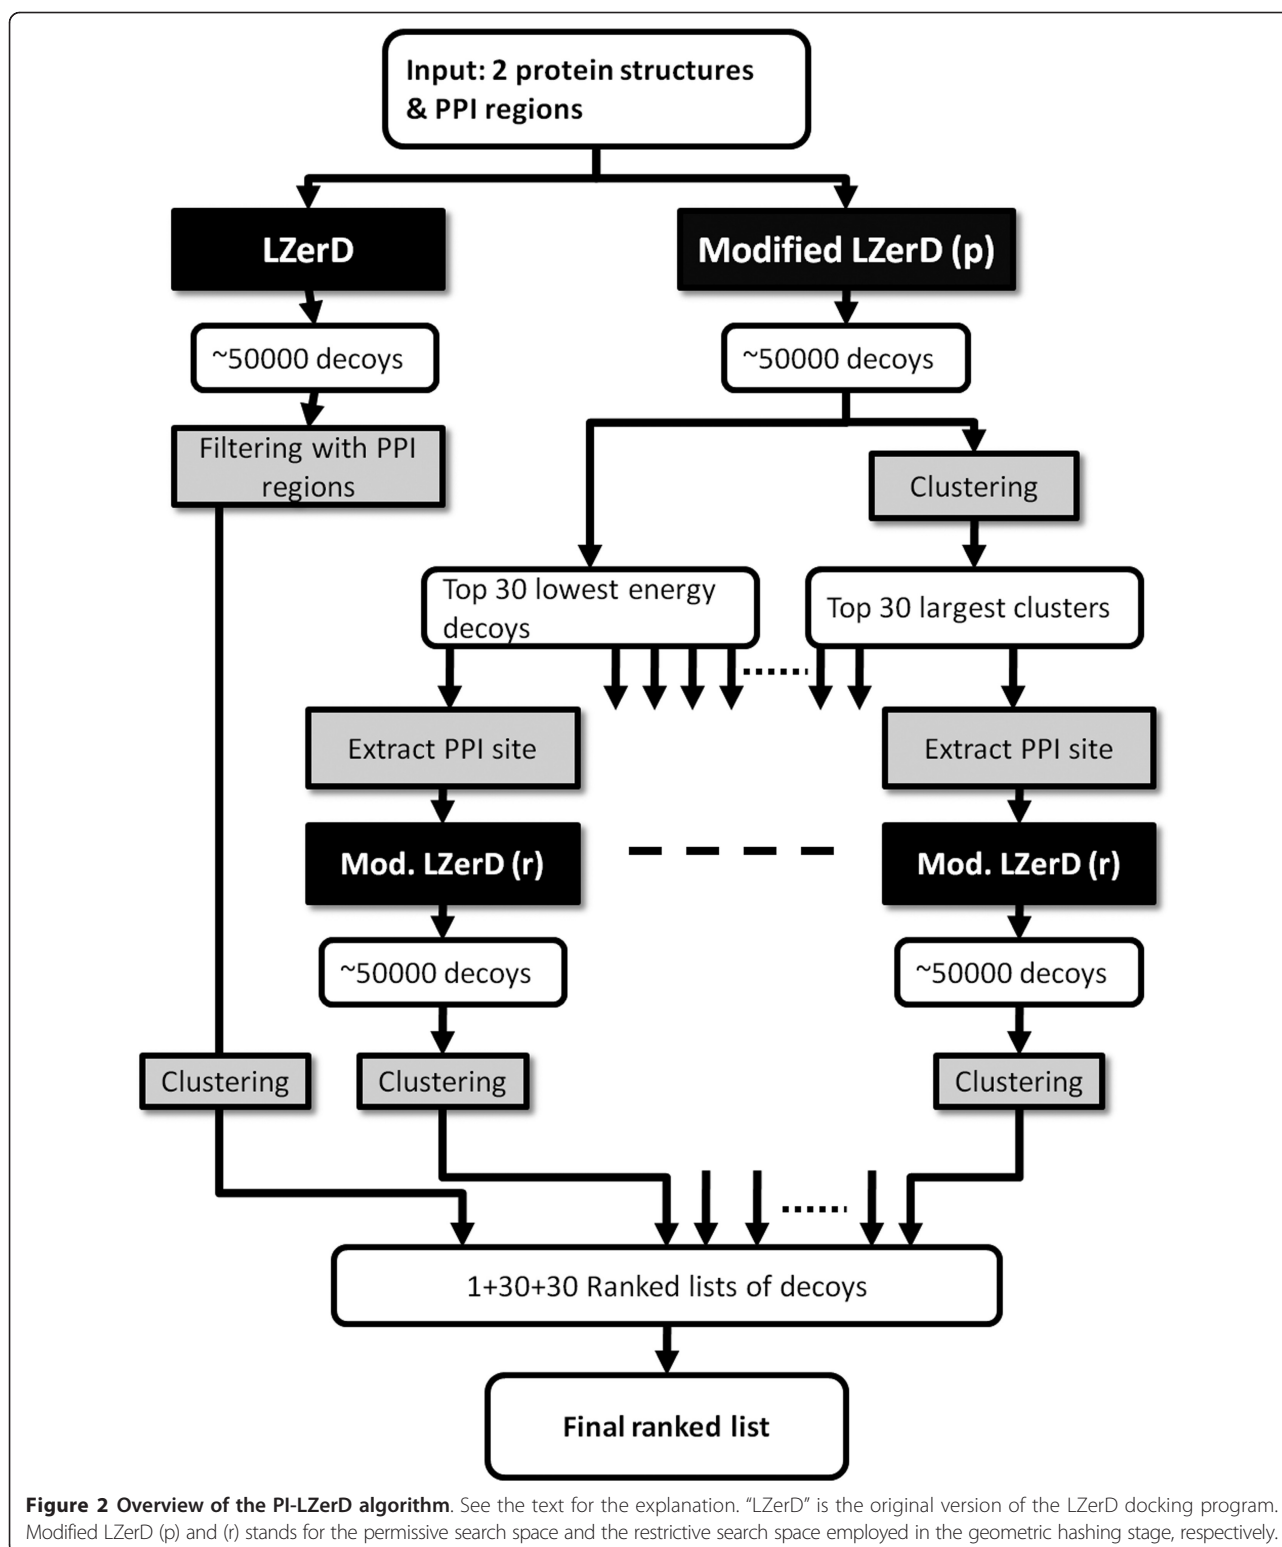 Input: 2 protein structures
& PPI regions
LZerD
Modified LZerD (p)
~50000 decoys
~50000 decoys
Filtering with PPI
regions
Clustering
Top 30 lowest energy
decoys
Top 30 largest clusters
Extract PPI site
Extract PPI site
Mod. LZerD (r)
Mod. LZerD (r)
~50000 decoys
~50000 decoys
Clustering
Clustering
Clustering
1+30+30 Ranked lists of decoys
Final ranked list
Figure 2 Overview of the PI-LZerD algorithm. See the text for the explanation. “LZerD” is the original version of the LZerD docking program.
Modified LZerD (p) and (r) stands for the permissive search space and the restrictive search space employed in the geometric hashing stage, respectively.